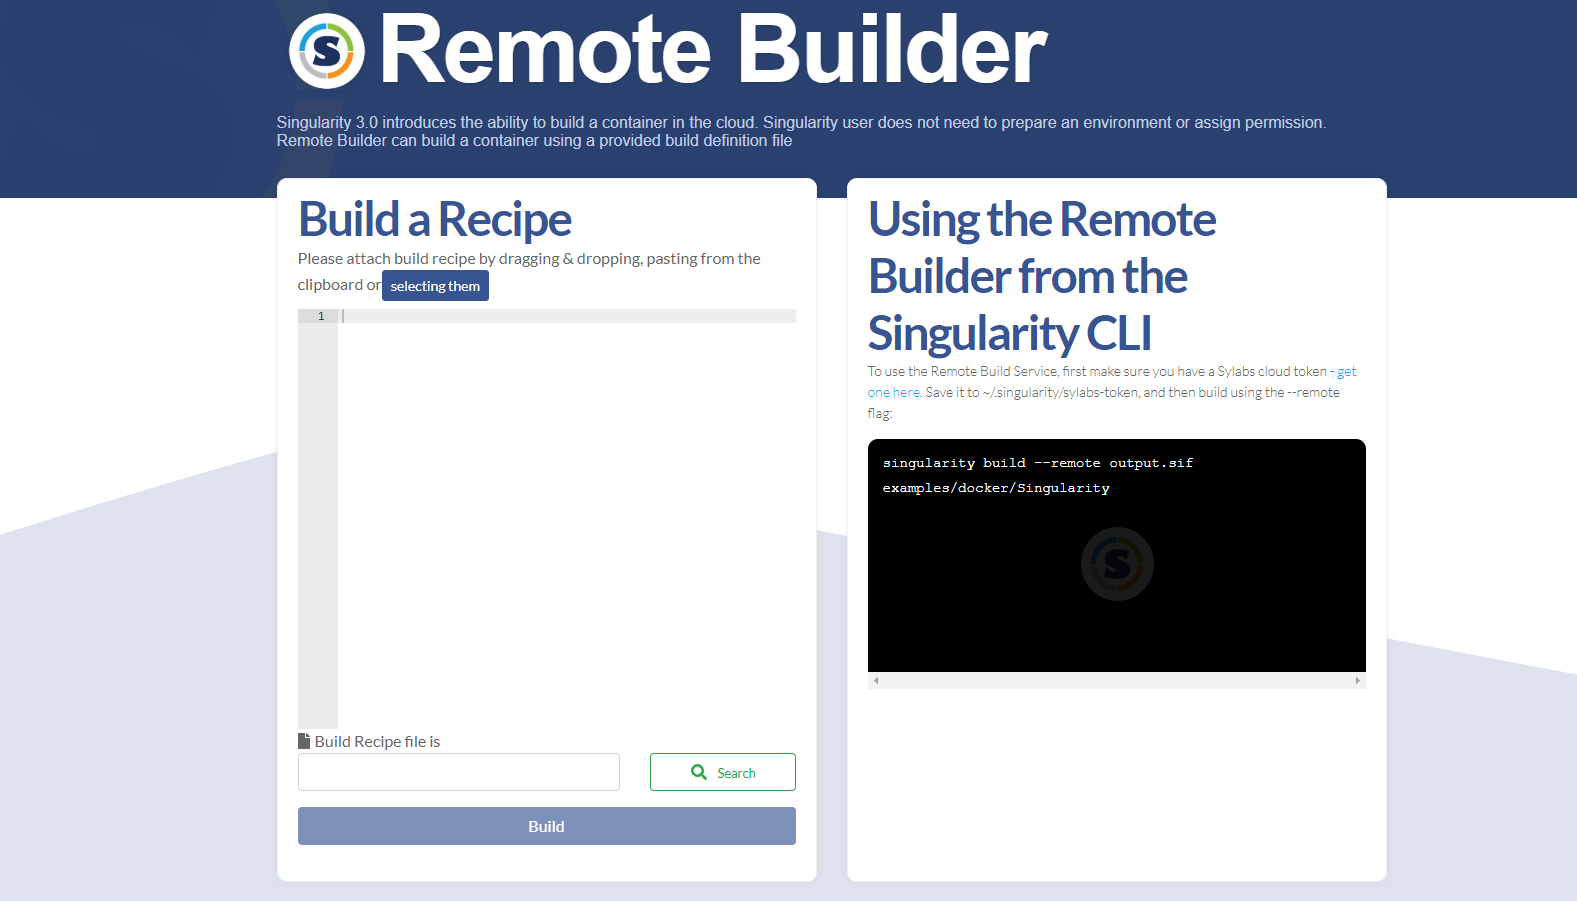 S Remote Builder
Singularity 3.0 introduces the ability to build a container in the cloud. Singularity user does not need to prepare an environment or assign permission.
Remote Builder can build a container using a provided build definition file
Build a Recipe
Please attach build recipe by dragging & dropping, pasting from the
clipboard or selecting them
1
Build Recipe file is
Search
Build
Using the Remote
Builder from the
Singularity CLI
To use the Remote Build Service, first make sure you have a Sylabs cloud token - get
one here. Save it to ~/.singularity/sylabs-token, and then build using the --remote
flag:
singularity build --remote output.sif
examples/docker/Singularity
S